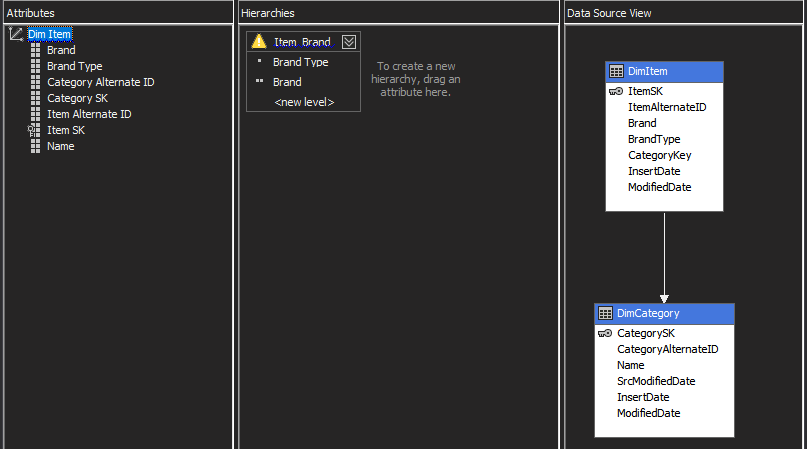 Attributes
Dim Item
Brand
Brand Type
Category Alternate ID
Category SK
Item Alternate ID
Item SK
Name
Hierarchies
Item Brand
Brand Type
Brand
<new level>
To create a new
hierarchy, drag an
attribute here.
Data Source View
DimItem
ItemSK
ItemAlternateID
Brand
BrandType
CategoryKey
InsertDate
ModifiedDate
DimCategory
CategorySK
CategoryAlternateID
Name
SrcModifiedDate
InsertDate
ModifiedDate